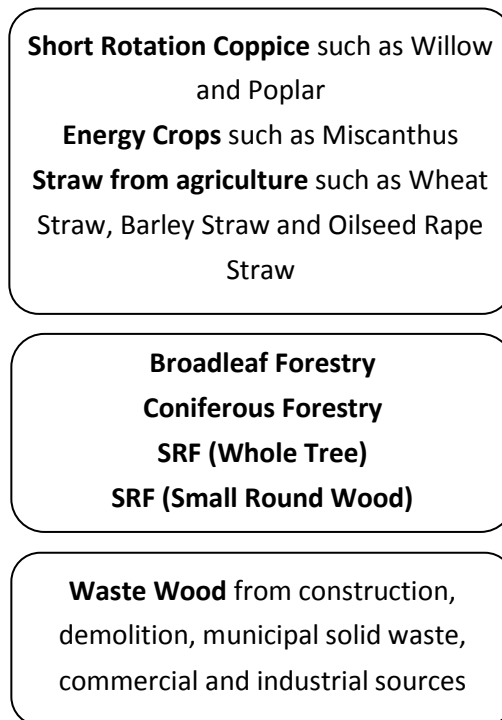 Short Rotation Coppice such as Willow
and Poplar
Energy Crops such as Miscanthus
Straw from agriculture such as Wheat
Straw, Barley Straw and Oilseed Rape
Straw
Broadleaf Forestry
Coniferous Forestry
SRF (Whole Tree)
SRF (Small Round Wood)
Waste Wood from construction,
demolition, municipal solid waste,
commercial and industrial sources